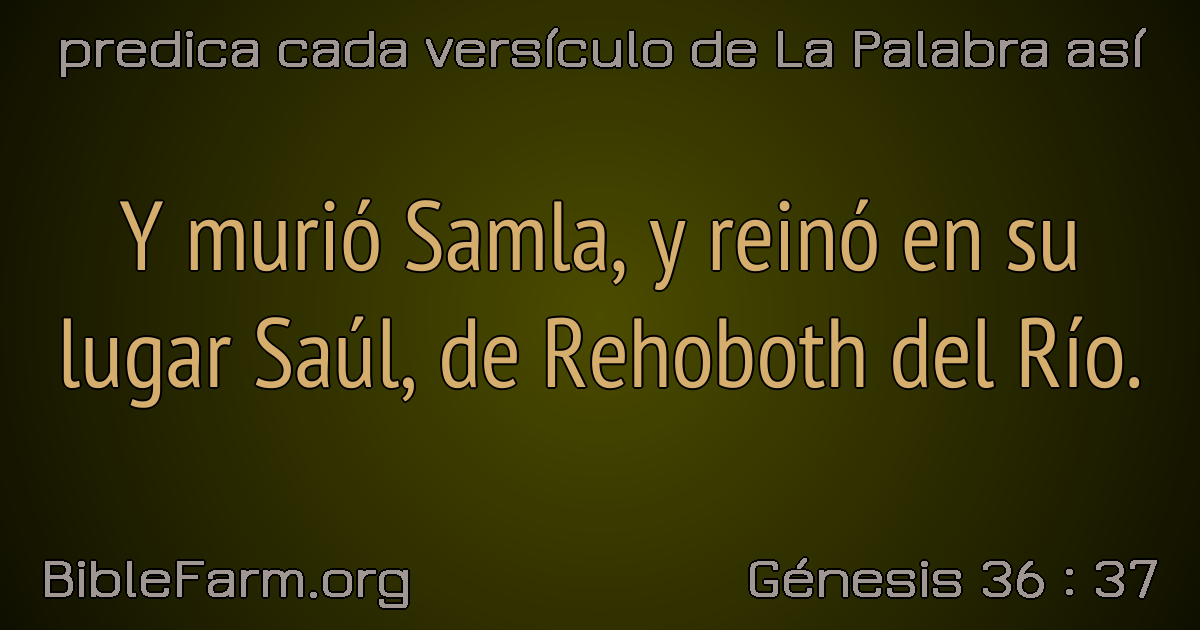 predica cada versículo de La Palabra así
Y murió Samla, y reinó en su
lugar Saúl, de Rehoboth del Río.
BibleFarm.org
Génesis 36 : 37